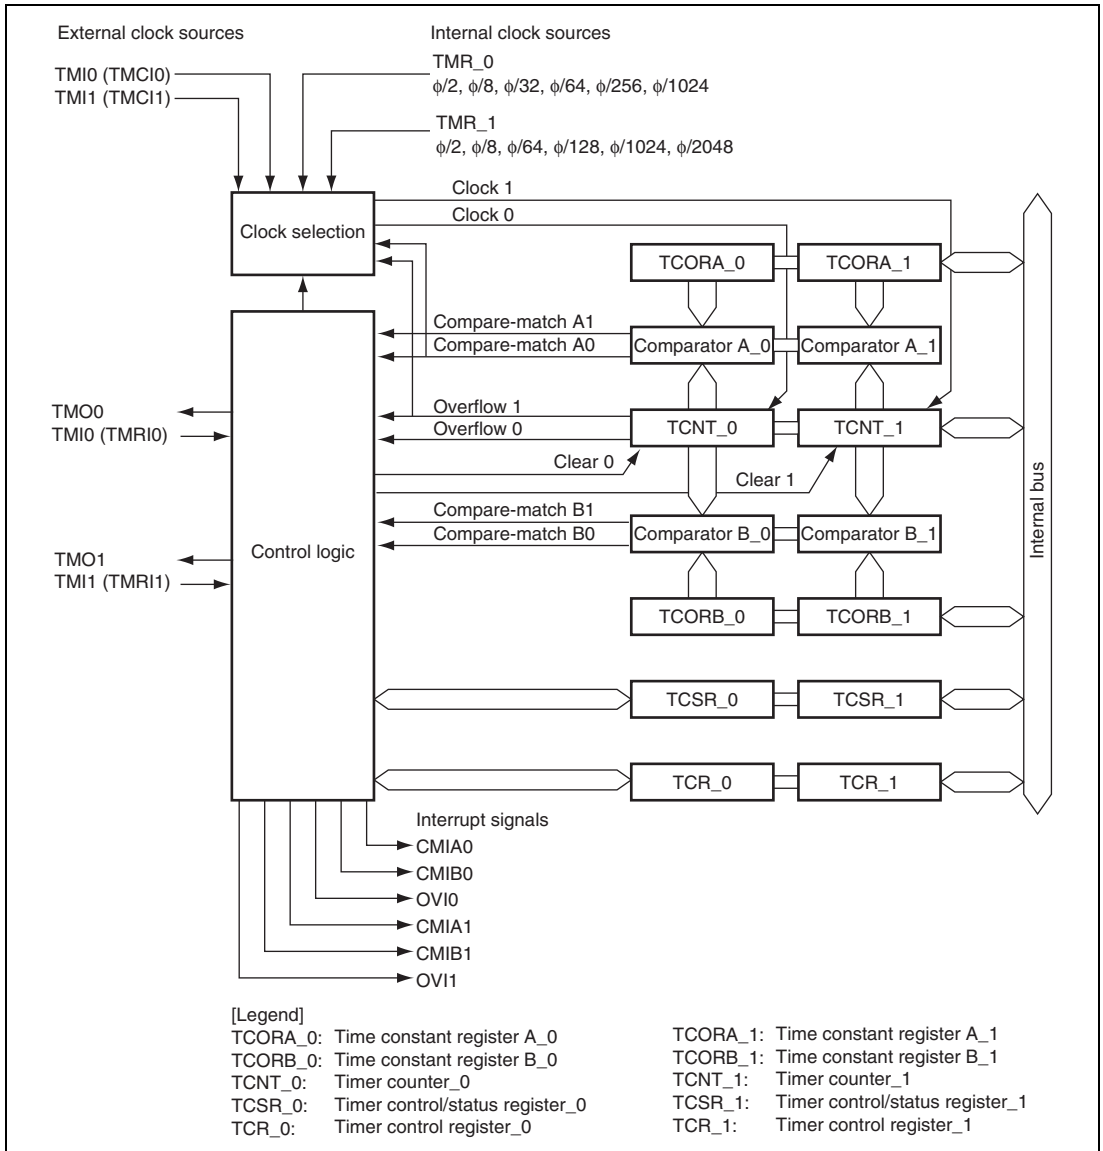 External clock sources
Internal clock sources
TMI0 (TMCI0)
TMI1 (TMCI1)
TMR_0
ϕ/2, ϕ/8, ϕ/32, ϕ/64, ϕ/256, ϕ/1024
TMR_1
ϕ/2, ϕ/8, ϕ/64, ϕ/128, ϕ/1024, ϕ/2048
Clock 1
Clock 0
Clock selection
TCORA_0
TCORA_1
Compare-match A1
Compare-match A0
Comparator A_0
Comparator A_1
TMO0
TMI0 (TMRI0)
Overflow 1
Overflow 0
TCNT_0
TCNT_1
Clear 0
Clear 1
Internal bus
Compare-match B1
Compare-match B0
Comparator B_0
Comparator B_1
Control logic
TMO1
TMI1 (TMRI1)
TCORB_0
TCORB_1
TCSR_0
TCSR_1
TCR_0
TCR_1
Interrupt signals
CMIA0
CMIB0
OVI0
CMIA1
CMIB1
OVI1
[Legend]
TCORA_0: Time constant register A_0
TCORB_0: Time constant register B_0
TCNT_0: Timer counter_0
TCSR_0: Timer control/status register_0
TCR_0: Timer control register_0
TCORA_1: Time constant register A_1
TCORB_1: Time constant register B_1
TCNT_1: Timer counter_1
TCSR_1: Timer control/status register_1
TCR_1: Timer control register_1